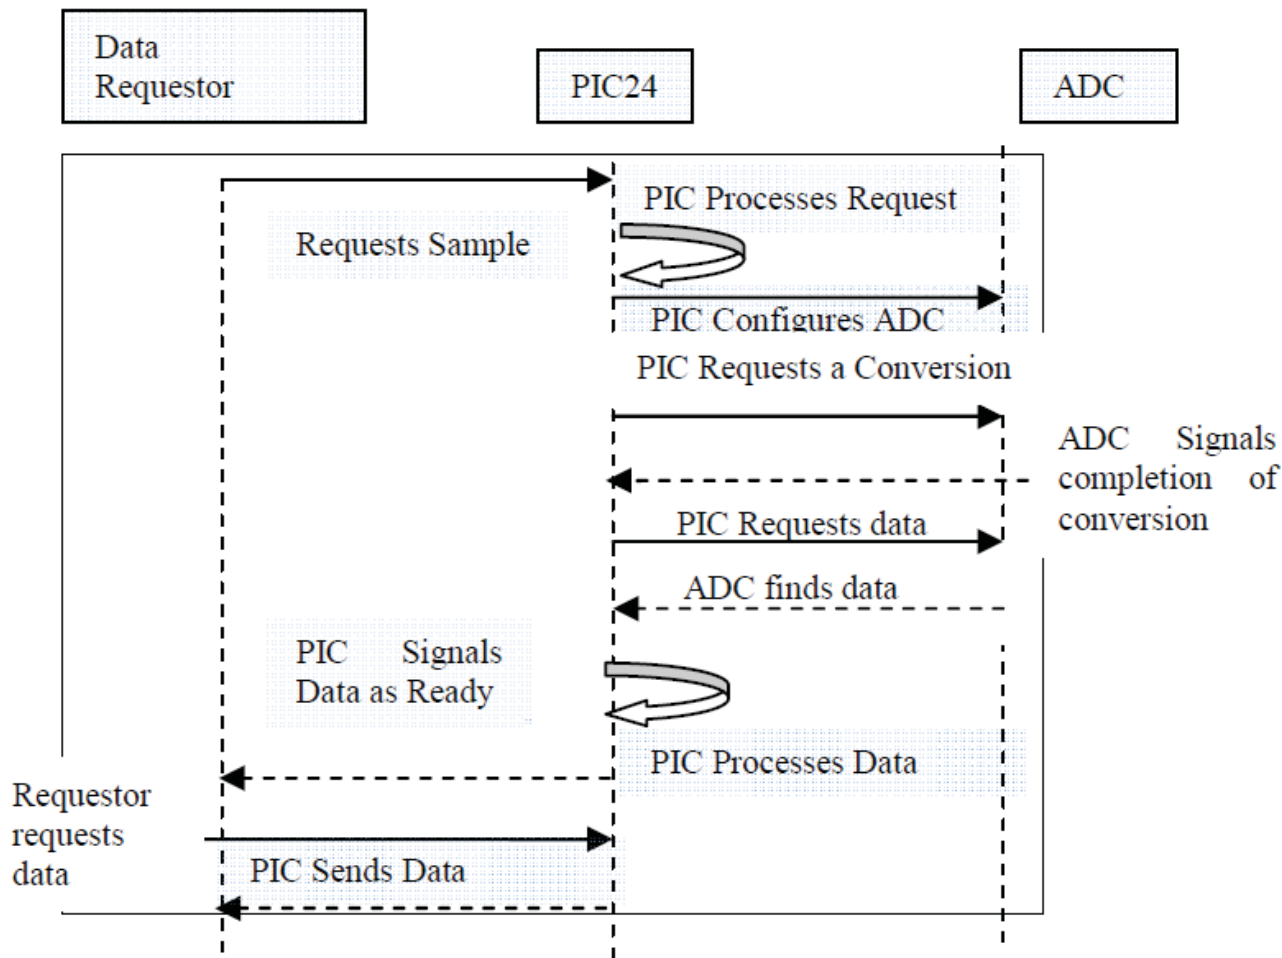 Data
Requestor
PIC24
ADC
PIC Processes Request
Requests Sample
PIC Configures ADC
PIC Requests a Conversion
ADC Signals
completion of
conversion
PIC Requests data
ADC finds data
PIC Signals
Data as Ready
PIC Processes Data
Requestor
requests
data
PIC Sends Data